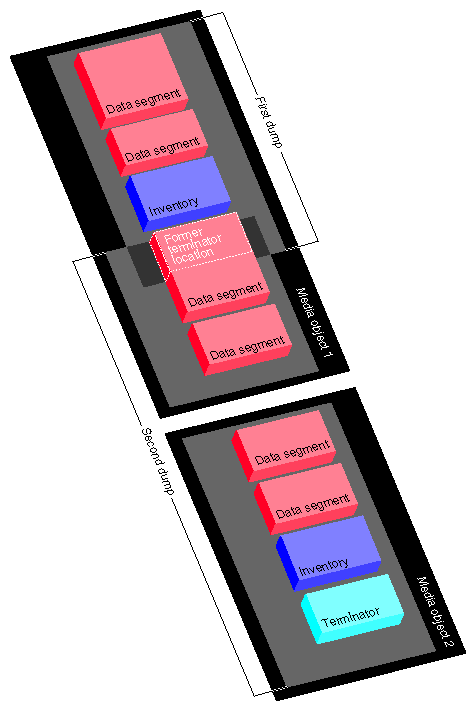 Data segment
First dump
Data segment
Inventory
Former
terminator
location
Data segment
Media object 1
Data segment
Second dump
Data segment
Data segment
Inventory
Terminator
Media object 2